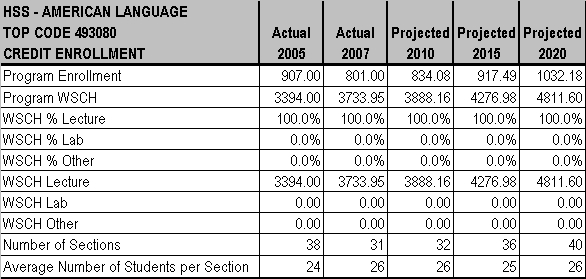 HSS - AMERICAN LANGUAGE
TOP CODE 493080 Actual Actual Projected Projected Projected
CREDIT ENROLLMENT 2005 2007 2010 2015 2020
Program Enrollment 907.00 801.00 834.08 917.49 1032.18
Program WSCH 3394.00 3733.95 3888.16 4276.98 4811.60
WSCH % Lecture 100.0% 100.0% 100.0% 100.0% 100.0%
WSCH % Lab 0.0% 0.0% 0.0% 0.0% 0.0%
WSCH % Other 0.0% 0.0% 0.0% 0.0% 0.0%
WSCH Lecture 3394.00 3733.95 3888.16 4276.98 4811.60
WSCH Lab 0.00 0.00 0.00 0.00 0.00
WSCH Other 0.00 0.00 0.00 0.00 0.00
Number of Sections 38 31 32 36 40
Average Number of Students per Section 24 26 26 25 26